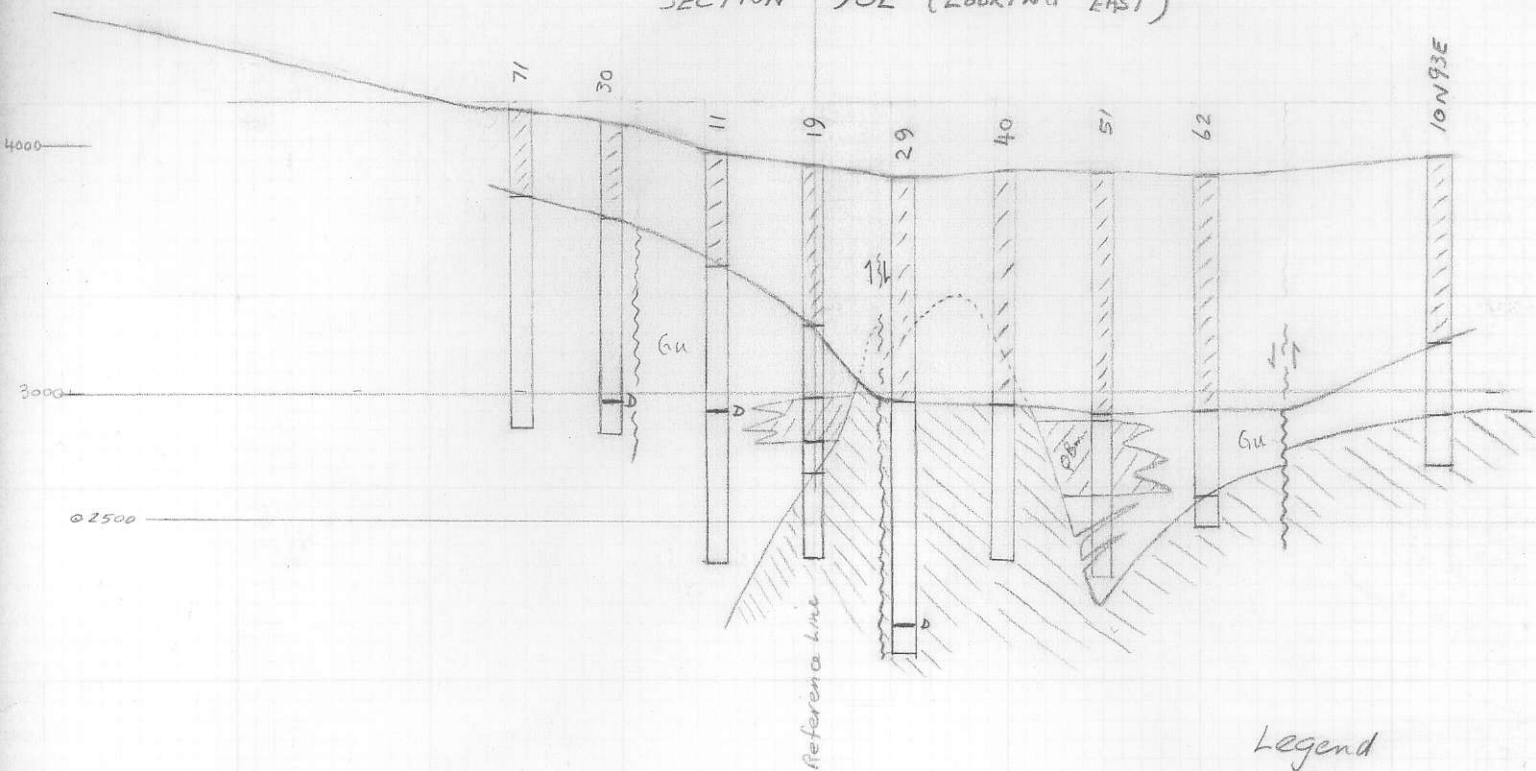 SECTION 90E (LOOKING EAST)
71
30
11
19
29
40
51
62
10N93E
4000
3000
2500
D
Gu
D
QBm
Gu
D
Reference Line
Legend